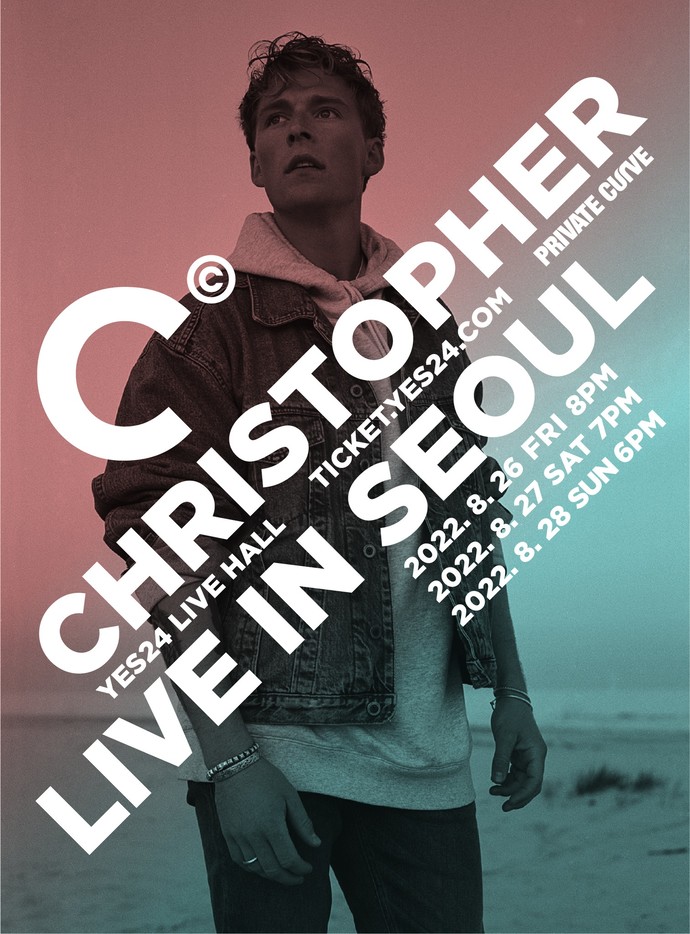 C©
CHRISTOPHER
PRIVATE CURVE
YES24 LIVE HALL TICKET.YES24.COM
LIVE IN SEOUL
2022. 8. 26 FRI 8PM
2022. 8. 27 SAT 7PM
2022. 8. 28 SUN 6PM